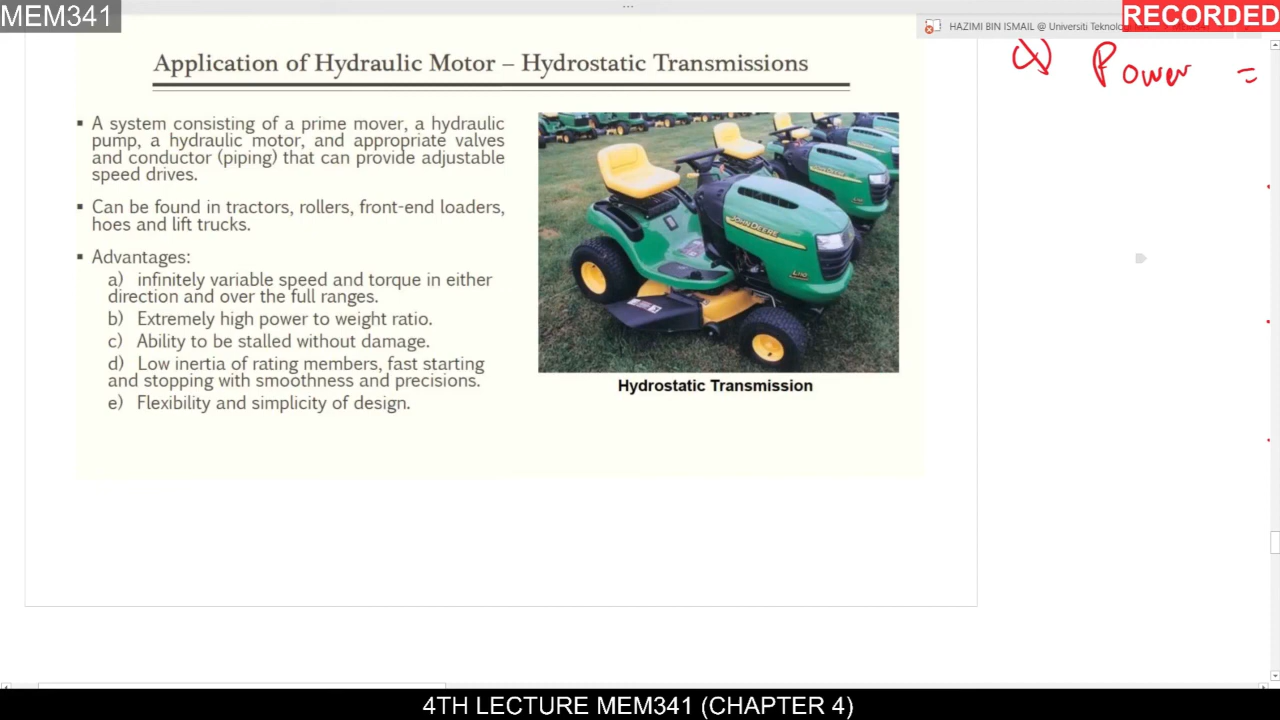 MEM341
RECORDED
HAZIMI BIN ISMAIL @ Universiti Teknolog
Power =
Application of Hydraulic Motor – Hydrostatic Transmissions
▪ A system consisting of a prime mover, a hydraulic
pump, a hydraulic motor, and appropriate valves
and conductor (piping) that can provide adjustable
speed drives.
▪ Can be found in tractors, rollers, front-end loaders,
hoes and lift trucks.
▪ Advantages:
a) infinitely variable speed and torque in either
direction and over the full ranges.
b) Extremely high power to weight ratio.
c) Ability to be stalled without damage.
d) Low inertia of rating members, fast starting
and stopping with smoothness and precisions.
e) Flexibility and simplicity of design.
JOHN DEERE
L110
Hydrostatic Transmission
4TH LECTURE MEM341 (CHAPTER 4)